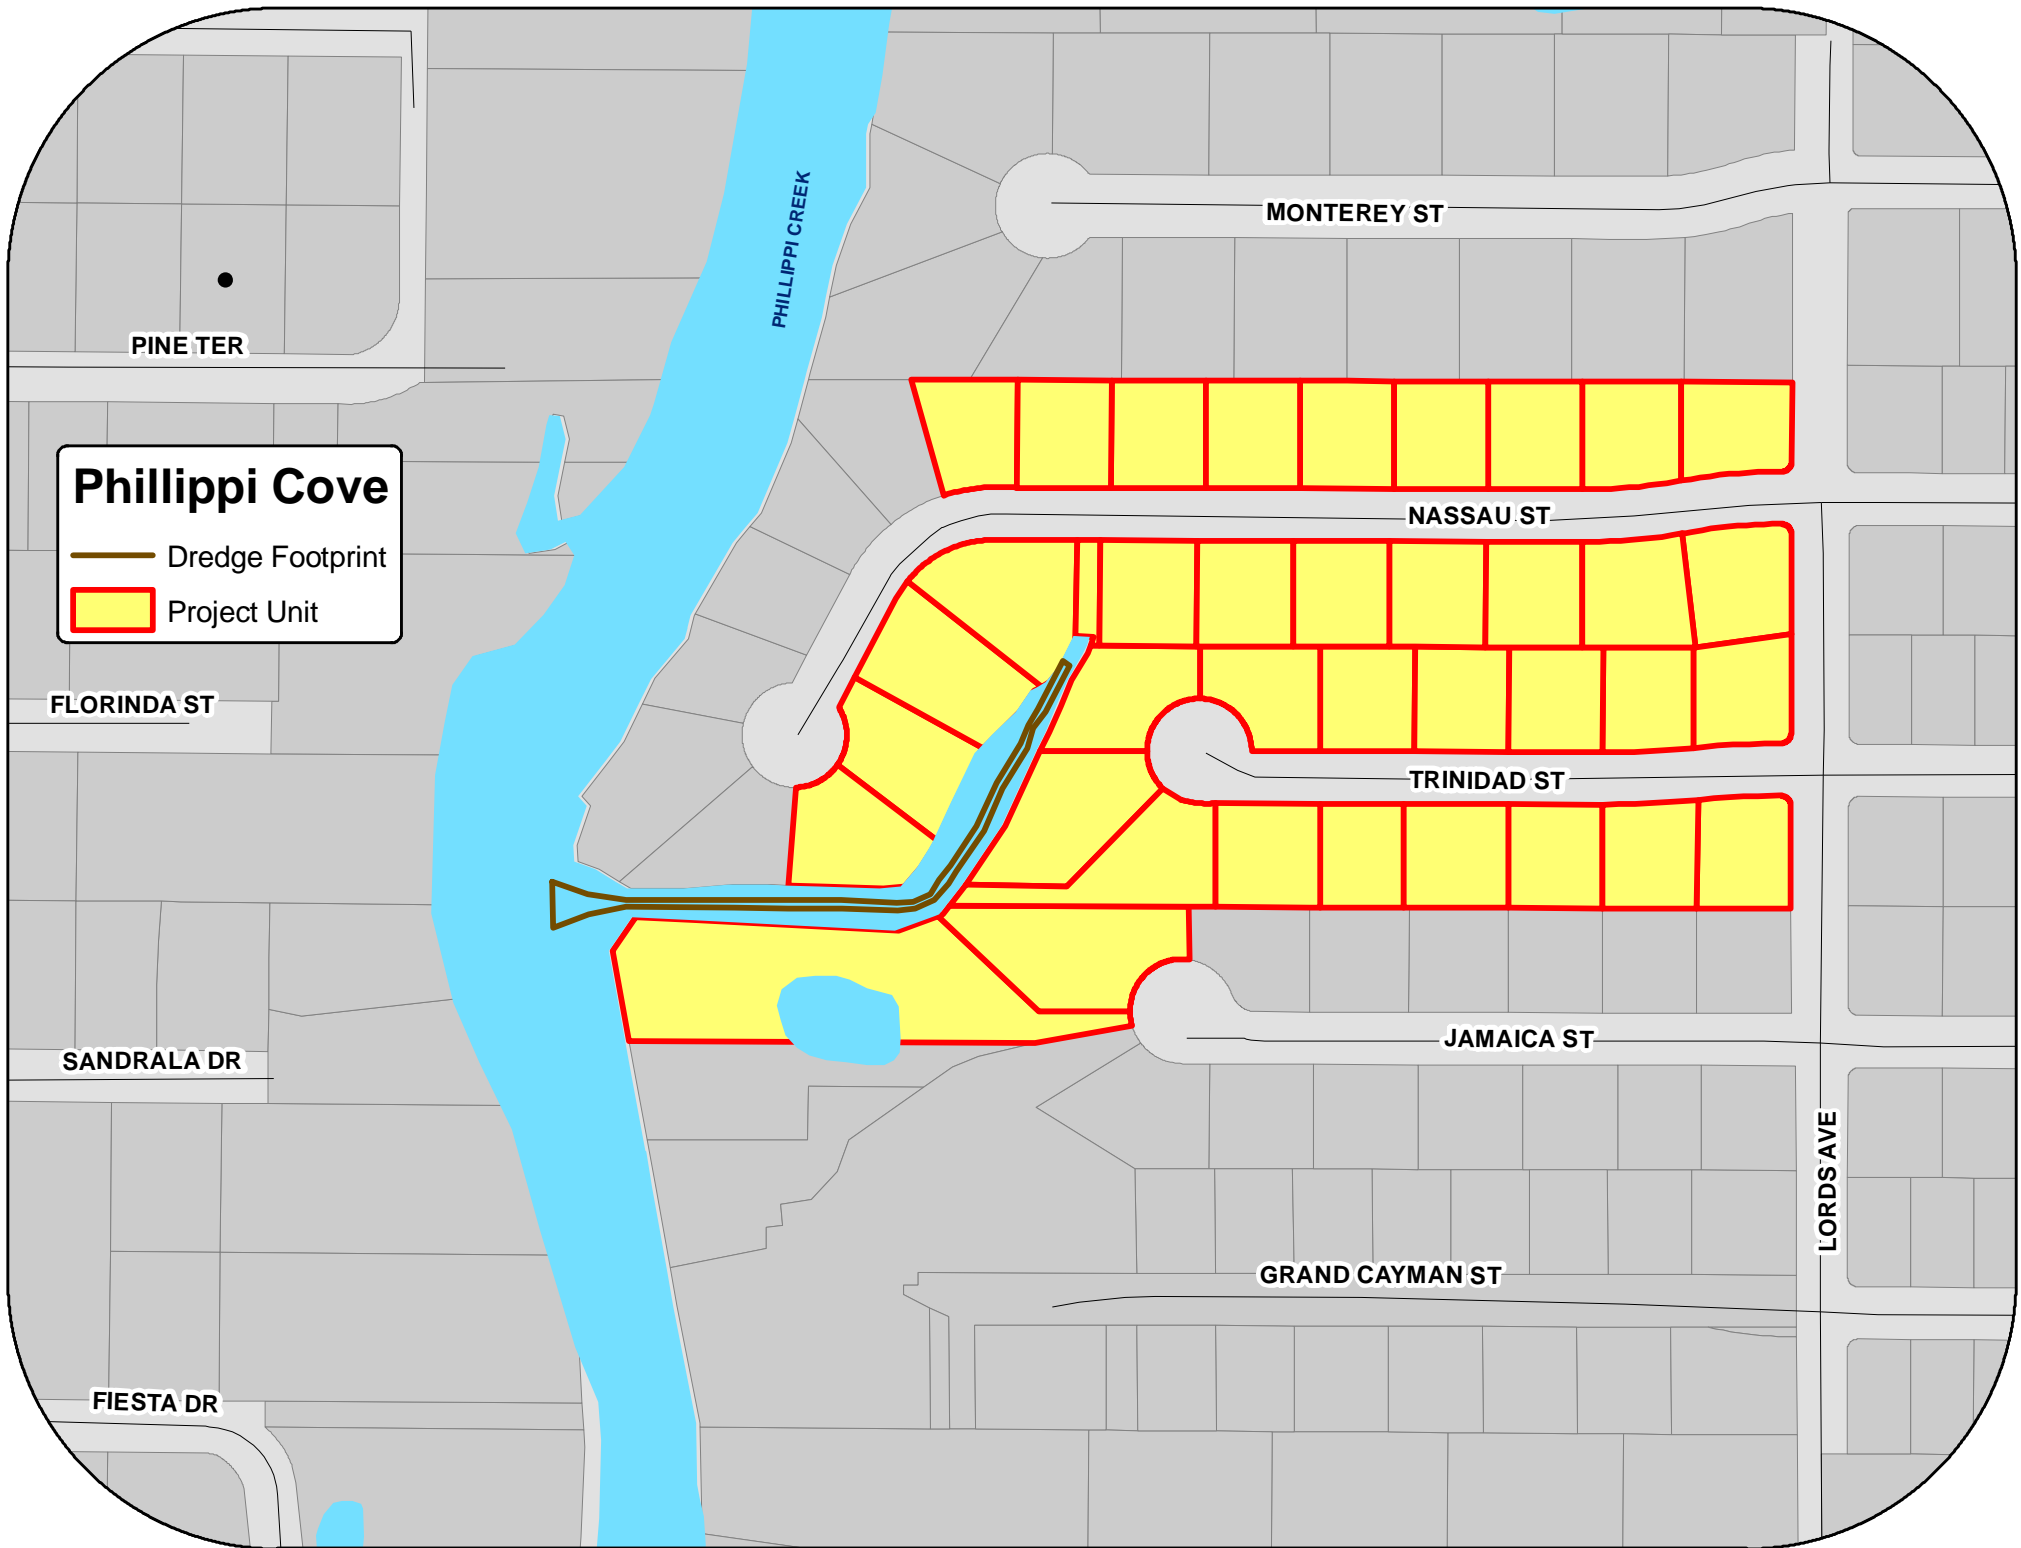 MONTEREY ST
PHILLIPPI CREEK
PINE TER
Phillippi Cove
Dredge Footprint
Project Unit
NASSAU ST
FLORINDA ST
TRINIDAD ST
JAMAICA ST
SANDRALA DR
LORDS AVE
GRAND CAYMAN ST
FIESTA DR